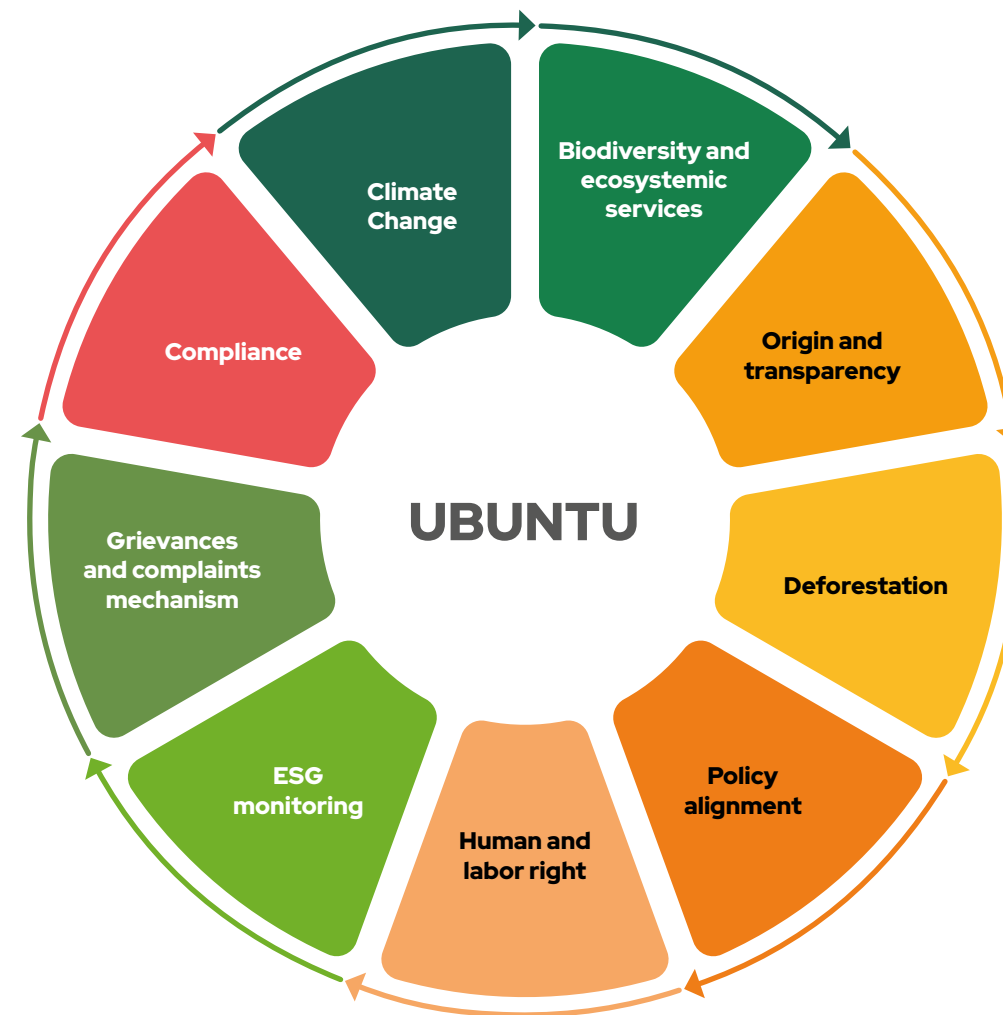 Climate
Change
Biodiversity and
ecosystemic
services
Origin and
transparency
Deforestation
Policy
alignment
Human and
labor right
ESG
monitoring
Grievances
and complaints
mechanism
Compliance
UBUNTU